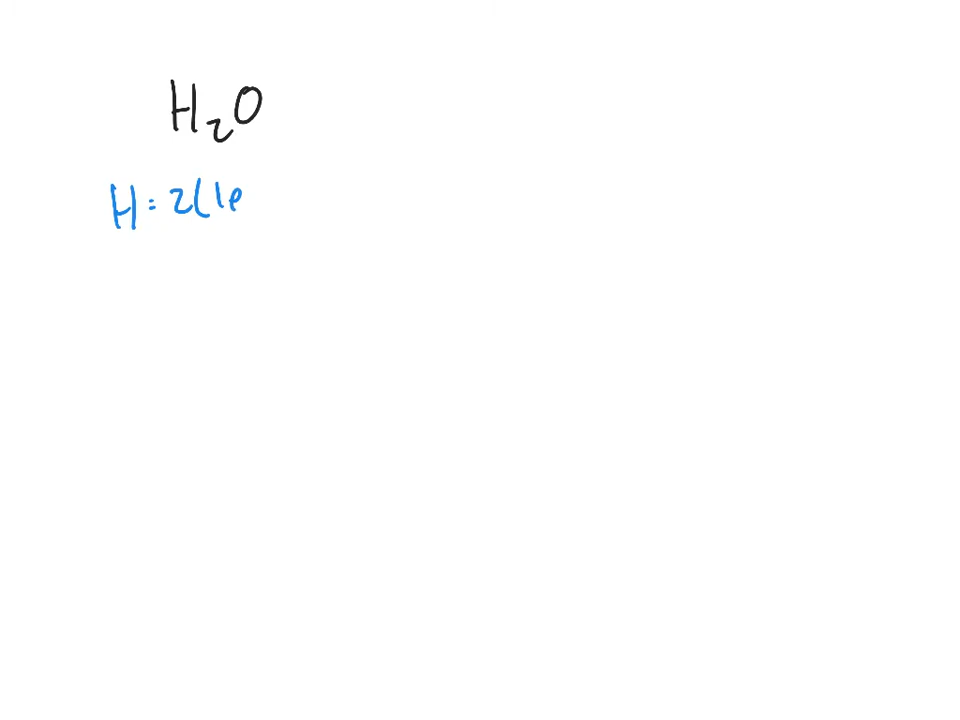 H₂O
H = 2(1e